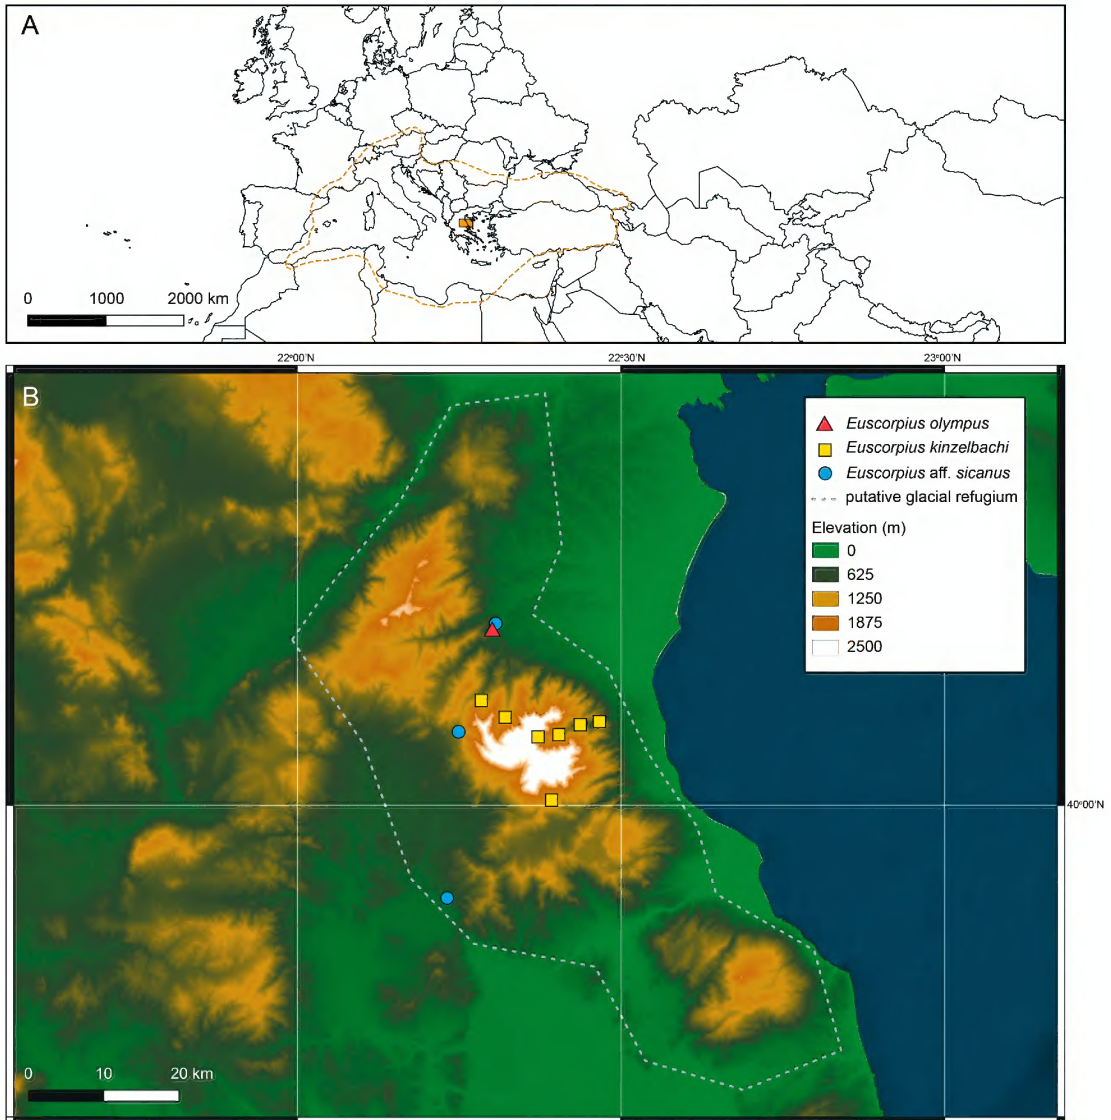 A
0 1000 2000 km
22°00'N 22°30'N 23°00'N
B
Euscorpius olympus
Euscorpius kinzelbachi
Euscorpius aff. sicanus
putative glacial refugium
Elevation (m)
0
625
1250
1875
2500
40°00'N
0 10 20 km